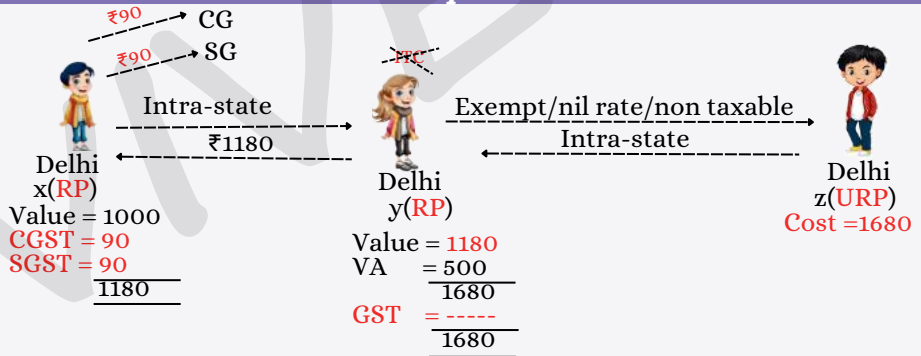 ₹90
CG
₹90
SG
ITC
Intra-state
₹1180
Exempt/nil rate/non taxable
Intra-state
Delhi
x(RP)
Value = 1000
CGST = 90
SGST = 90
1180
Delhi
y(RP)
Value = 1180
VA = 500
1680
GST = -----
1680
Delhi
z(URP)
Cost =1680